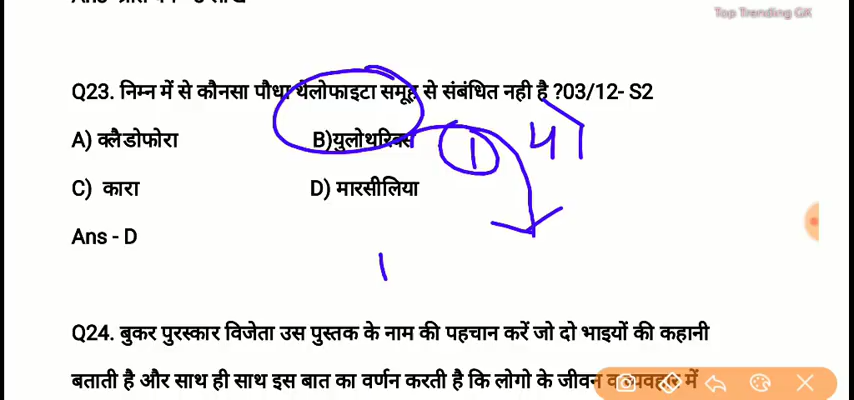 Top Trending GK
Q23. निम्न में से कौनसा पौधा थैलोफाइटा समूह से संबंधित नही है ?03/12- S2
A) क्लैडोफोरा B)युलोथरिक्स
C) कारा D) मारसीलिया
Ans - D
Q24. बुकर पुरस्कार विजेता उस पुस्तक के नाम की पहचान करें जो दो भाइयों की कहानी
बताती है और साथ ही साथ इस बात का वर्णन करती है कि लोगो के जीवन व व्यवहार में